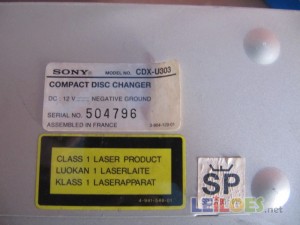 SONY MODEL NO. CDX-U303
COMPACT DISC CHANGER
DC 12 V NEGATIVE GROUND
SERIAL NO. 504796
ASSEMBLED IN FRANCE
CLASS 1 LASER PRODUCT
LUOKAN 1 LASERLAITE
KLASS 1 LASERAPPARAT
SP
LEILOES.net